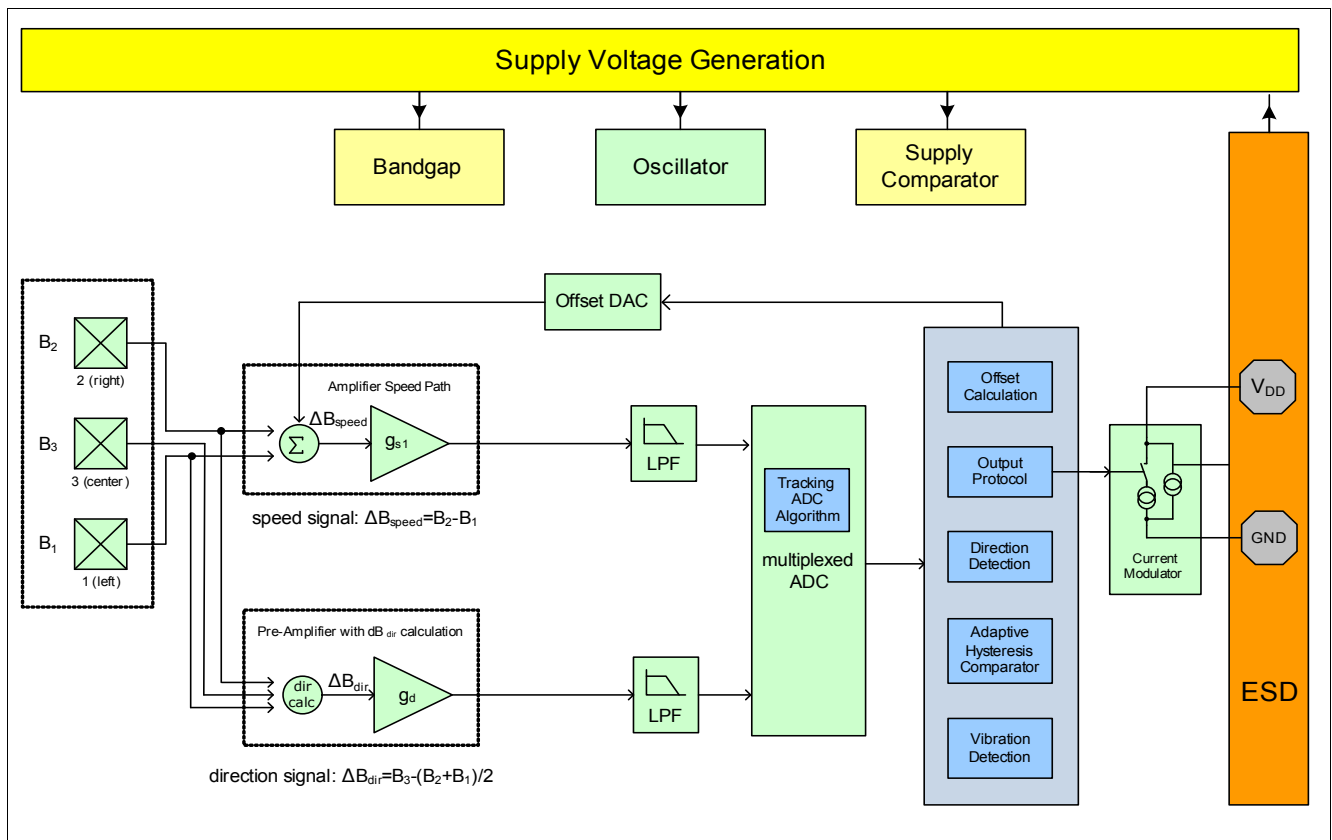 Supply Voltage Generation
Bandgap
Oscillator
Supply
Comparator
Offset DAC
B2
2 (right)
B3
3 (center)
B1
1 (left)
Amplifier Speed Path
ΔBspeed
Σ
gs1
speed signal: ΔBspeed=B2-B1
Pre-Amplifier with dB dir calculation
dir
calc
ΔBdir
gd
direction signal: ΔBdir=B3-(B2+B1)/2
LPF
LPF
Tracking
ADC
Algorithm
multiplexed
ADC
Offset
Calculation
Output
Protocol
Direction
Detection
Adaptive
Hysteresis
Comparator
Vibration
Detection
Current
Modulator
VDD
GND
ESD